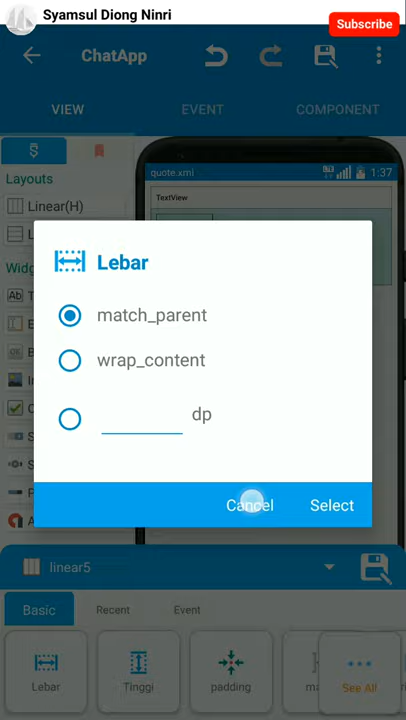 Syamsul Diong Ninri
Subscribe
ChatApp
VIEW
EVENT
COMPONENT
Layouts
Linear(H)
quote.xml
1:37
TextView
Lebar
match_parent
wrap_content
dp
Cancel
Select
linear5
Basic
Recent
Event
Lebar
Tinggi
padding
See All